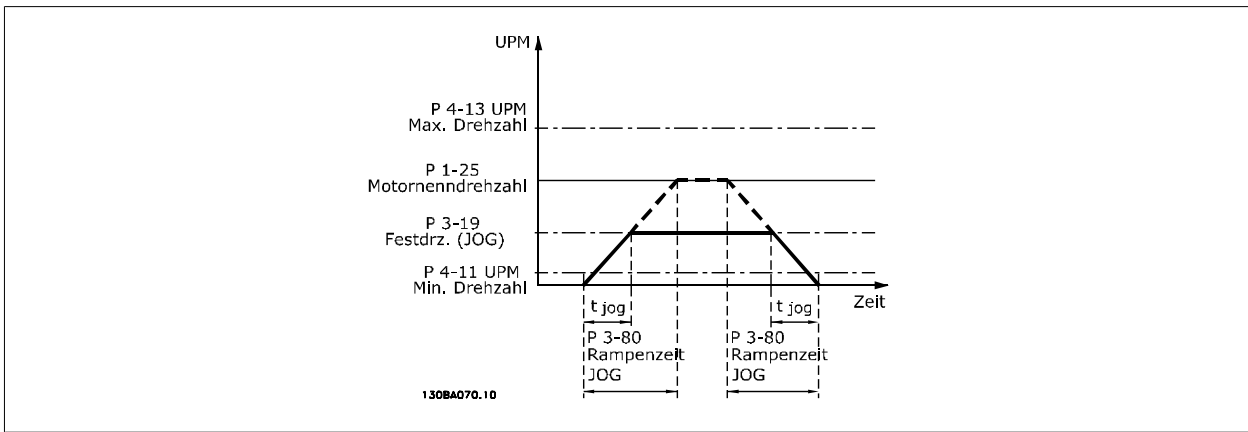 UPM
P 4-13 UPM
Max. Drehzahl
P 1-25
Motornenndrehzahl
P 3-19
Festdrz. (JOG)
P 4-11 UPM
Min. Drehzahl
Zeit
t jog
t jog
P 3-80
Rampenzeit
JOG
P 3-80
Rampenzeit
JOG
130BA070.10